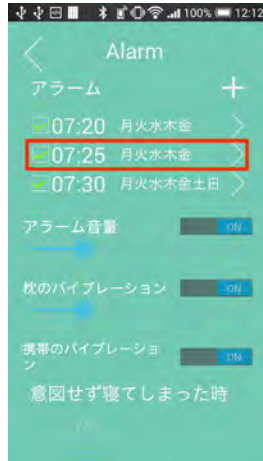 100% 12:12
Alarm
アラーム
07:20 月火水木金
07:25 月火水木金
07:30 月火水木金土日
アラーム音量 ON
枕のバイブレーション ON
携帯のバイブレーショ
ン ON
意図せず寝てしまった時